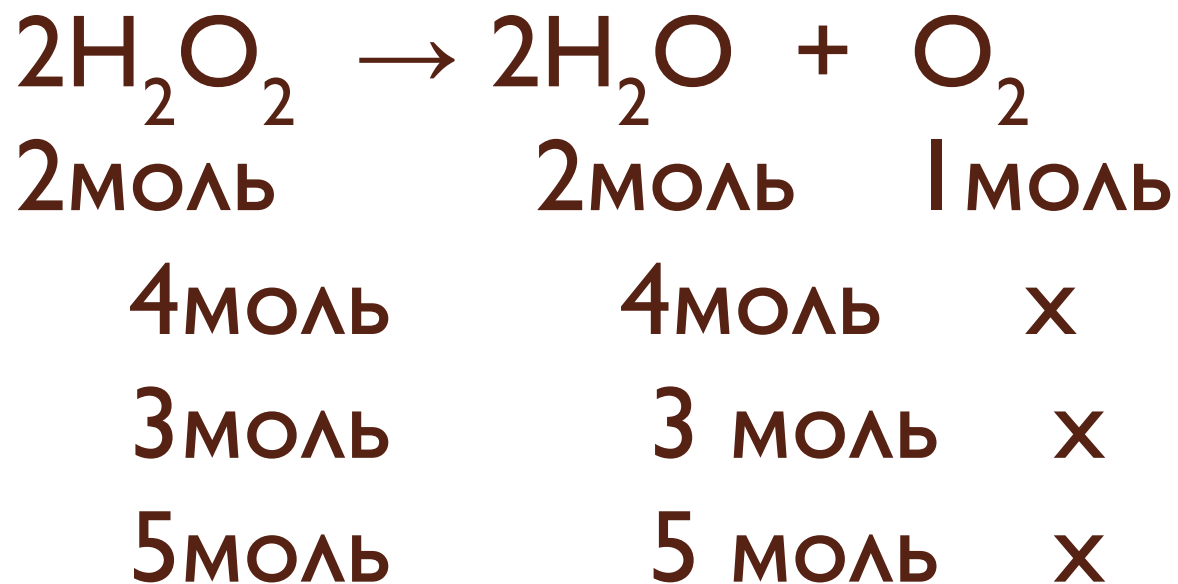 2H₂O₂ → 2H₂O + O₂
2моль 2моль 1моль
4моль 4моль х
3моль 3 моль х
5моль 5 моль х